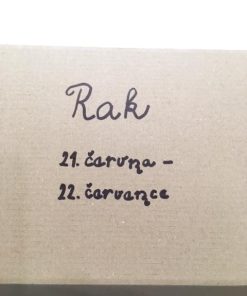 Rak
21. června –
22. července